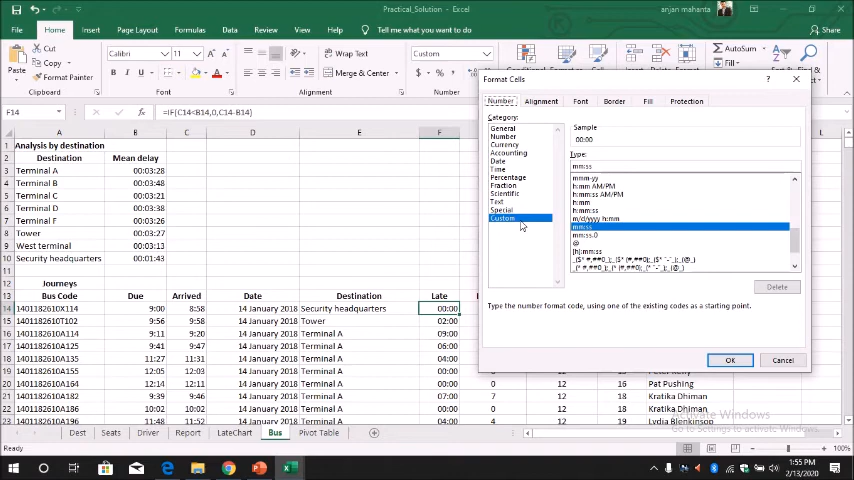 Practical_Solution - Excel
anjan mahanta
File Home Insert Page Layout Formulas Data Review View Help Tell me what you want to do Share
Cut
Copy
Format Painter
Paste
Clipboard
Calibri 11
Font
Wrap Text
Merge & Center
Alignment
Custom
Number
AutoSum
F14 =IF(C14<B14,0,C14-B14)
A B C D E F L
1 Analysis by destination
2 Destination Mean delay
3 Terminal A 00:03:28
4 Terminal B 00:03:48
5 Terminal C 00:03:21
6 Terminal D 00:03:38
7 Terminal F 00:03:26
8 Tower 00:03:27
9 West terminal 00:03:13
10 Security headquarters 00:01:43
11
12 Journeys
13 Bus Code Due Arrived Date Destination Late
14 1401182610X114 9:00 8:58 14 January 2018 Security headquarters 00:00
15 1401182610T102 9:56 9:58 14 January 2018 Tower 02:00
16 1401182610A114 9:11 9:20 14 January 2018 Terminal A 09:00
17 1401182610A125 9:41 9:47 14 January 2018 Terminal A 06:00
18 1401182610A135 11:27 11:31 14 January 2018 Terminal A 04:00
19 1401182610A155 12:05 12:03 14 January 2018 Terminal A 00:00
20 1401182610A164 12:14 12:11 14 January 2018 Terminal A 00:00 12 16 Pat Pushing
21 1401182610A182 9:39 9:46 14 January 2018 Terminal A 07:00 7 12 18 Kratika Dhiman
22 1401182610A186 10:02 10:02 14 January 2018 Terminal A 00:00 12 18 Kratika Dhiman
23 1401182610A196 12:04 4 12 19 Lydia Blenkinsop
Format Cells
Number Alignment Font Border Fill Protection
Category:
General
Number
Currency
Accounting
Date
Time
Percentage
Fraction
Scientific
Text
Special
Custom
Sample
00:00
Type:
mm:ss
mmm-yy
h:mm AM/PM
h:mm:ss AM/PM
h:mm
h:mm:ss
m/d/yyyy h:mm
mm:ss
mm:ss.0
@
[h]:mm:ss
_($* #,##0_);_($* (#,##0);_($* "-"_);_(@_)
_(* #,##0_);_(* (#,##0);_(* "-"_);_(@_)
Delete
Type the number format code, using one of the existing codes as a starting point.
OK Cancel
Activate Windows
Go to Settings to activate Windows.
Dest Seats Driver Report LateChart Bus Pivot Table
Ready
100%
1:55 PM
2/13/2020